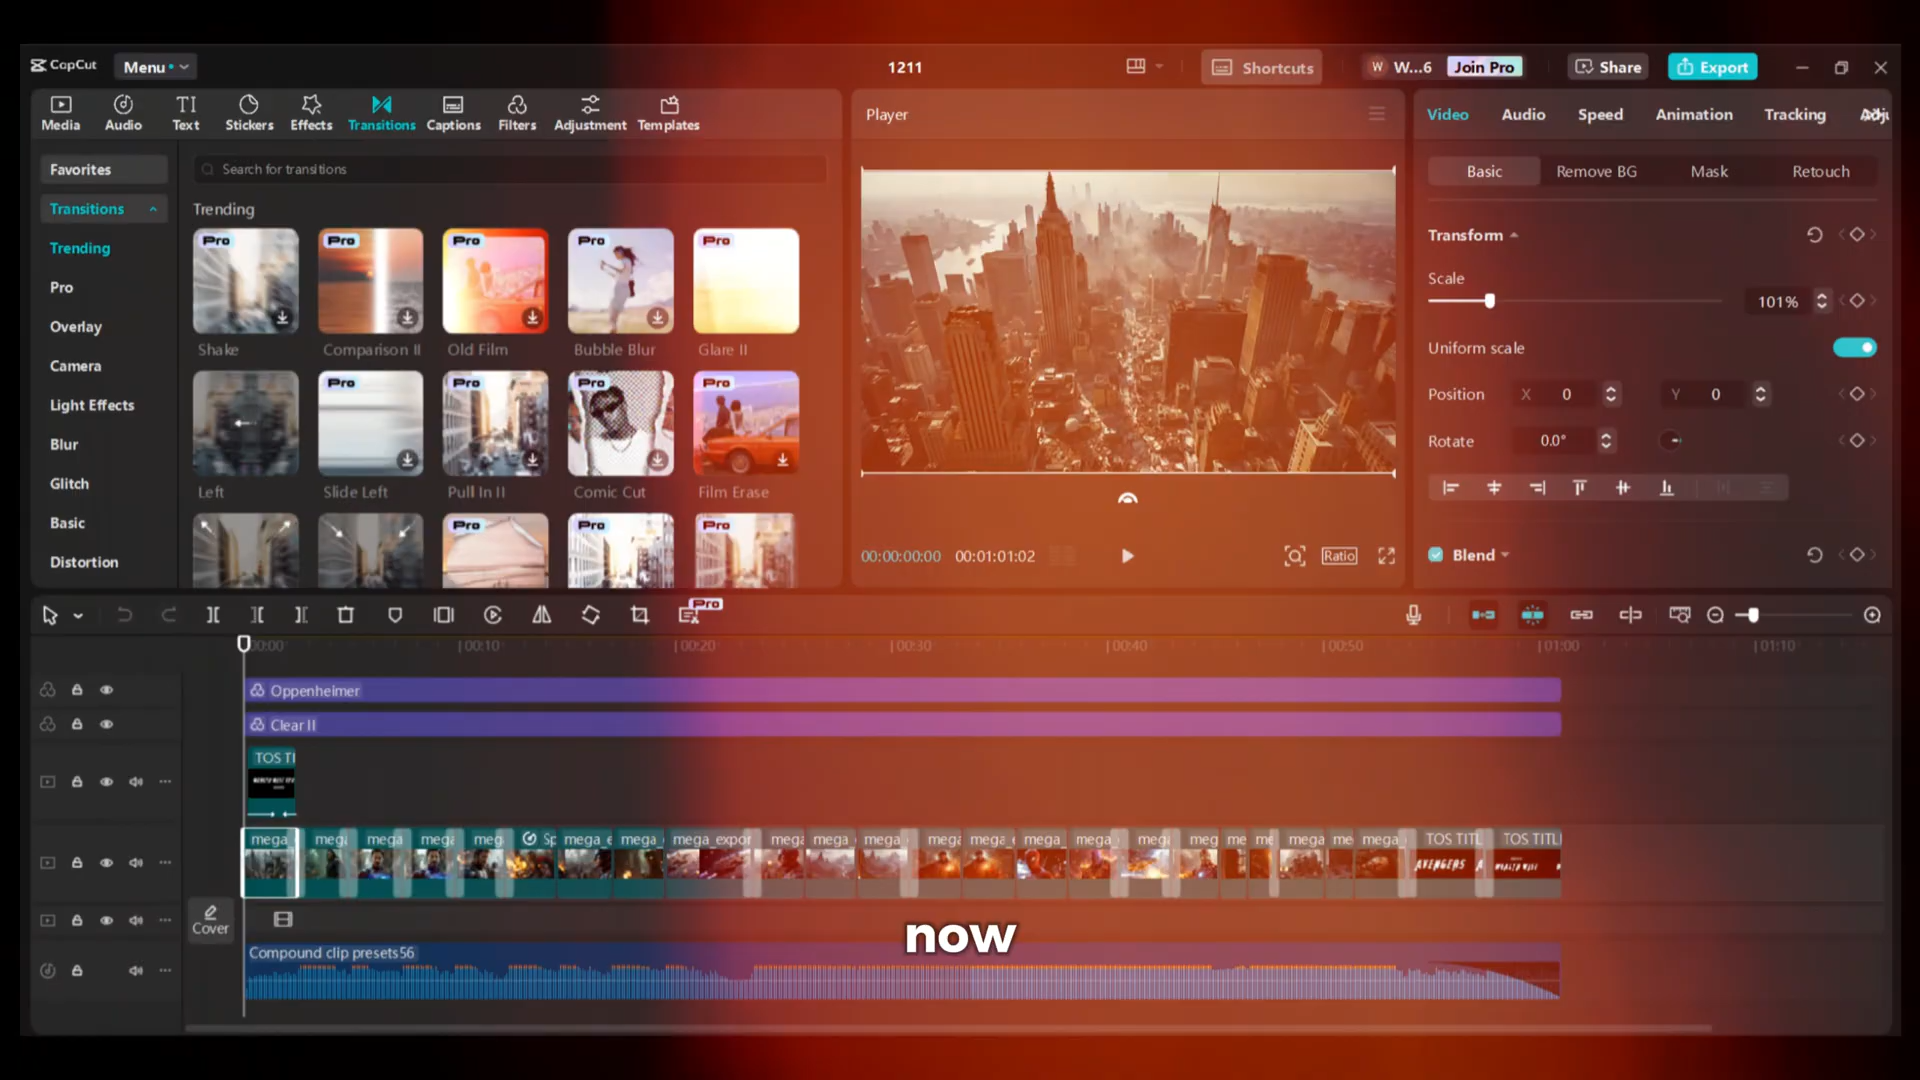 CapCut
Menu
1211
Shortcuts
W
W...6
Join Pro
Share
Export
Media
Audio
TI
Text
Stickers
Effects
Transitions
Captions
Filters
Adjustment
Templates
Favorites
Transitions
Trending
Pro
Overlay
Camera
Light Effects
Blur
Glitch
Basic
Distortion
Search for transitions
Trending
Pro
Pro
Pro
Pro
Pro
Shake
Comparison II
Old Film
Bubble Blur
Glare II
Pro
Pro
Pro
Pro
Left
Slide Left
Pull In II
Comic Cut
Film Erase
Pro
Pro
Pro
Player
00:00:00:00
00:01:01:02
Ratio
Video
Audio
Speed
Animation
Tracking
Basic
Remove BG
Mask
Retouch
Transform
Scale
101%
Uniform scale
Position
X 0
Y 0
Rotate
0.0°
Blend
Pro
00:00
00:10
00:20
00:30
00:40
00:50
01:00
01:10
Oppenheimer
Clear II
TOS TI
mega
mega
mega
mega
meg
Sp
mega_e
mega
mega_expor
mega
mega
mega
mega
mega
mega
mega
mega
meg
me
me
mega
me
mega
TOS TITL
TOS TITLI
AVENGERS A
Cover
now
Compound clip presets56